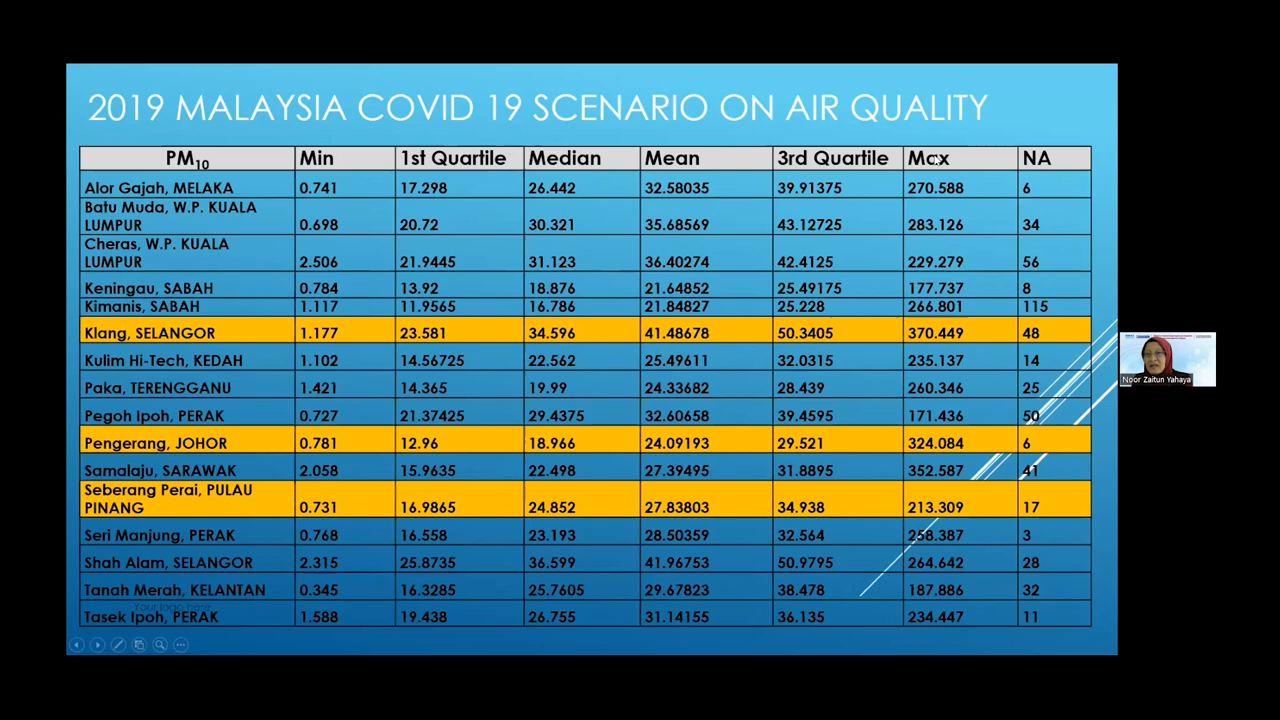 2019 MALAYSIA COVID 19 SCENARIO ON AIR QUALITY
PM10 Min 1st Quartile Median Mean 3rd Quartile Max NA
Alor Gajah, MELAKA 0.741 17.298 26.442 32.58035 39.91375 270.588 6
Batu Muda, W.P. KUALA
LUMPUR 0.698 20.72 30.321 35.68569 43.12725 283.126 34
Cheras, W.P. KUALA
LUMPUR 2.506 21.9445 31.123 36.40274 42.4125 229.279 56
Keningau, SABAH 0.784 13.92 18.876 21.64852 25.49175 177.737 8
Kimanis, SABAH 1.117 11.9565 16.786 21.84827 25.228 266.801 115
Klang, SELANGOR 1.177 23.581 34.596 41.48678 50.3405 370.449 48
Kulim Hi-Tech, KEDAH 1.102 14.56725 22.562 25.49611 32.0315 235.137 14
Paka, TERENGGANU 1.421 14.365 19.99 24.33682 28.439 260.346 25
Pegoh Ipoh, PERAK 0.727 21.37425 29.4375 32.60658 39.4595 171.436 50
Pengerang, JOHOR 0.781 12.96 18.966 24.09193 29.521 324.084 6
Samalaju, SARAWAK 2.058 15.9635 22.498 27.39495 31.8895 352.587 41
Seberang Perai, PULAU
PINANG 0.731 16.9865 24.852 27.83803 34.938 213.309 17
Seri Manjung, PERAK 0.768 16.558 23.193 28.50359 32.564 258.387 3
Shah Alam, SELANGOR 2.315 25.8735 36.599 41.96753 50.9795 264.642 28
Tanah Merah, KELANTAN 0.345 16.3285 25.7605 29.67823 38.478 187.886 32
Your logo here
Tasek Ipoh, PERAK 1.588 19.438 26.755 31.14155 36.135 234.447 11
Noor Zaitun Yahaya